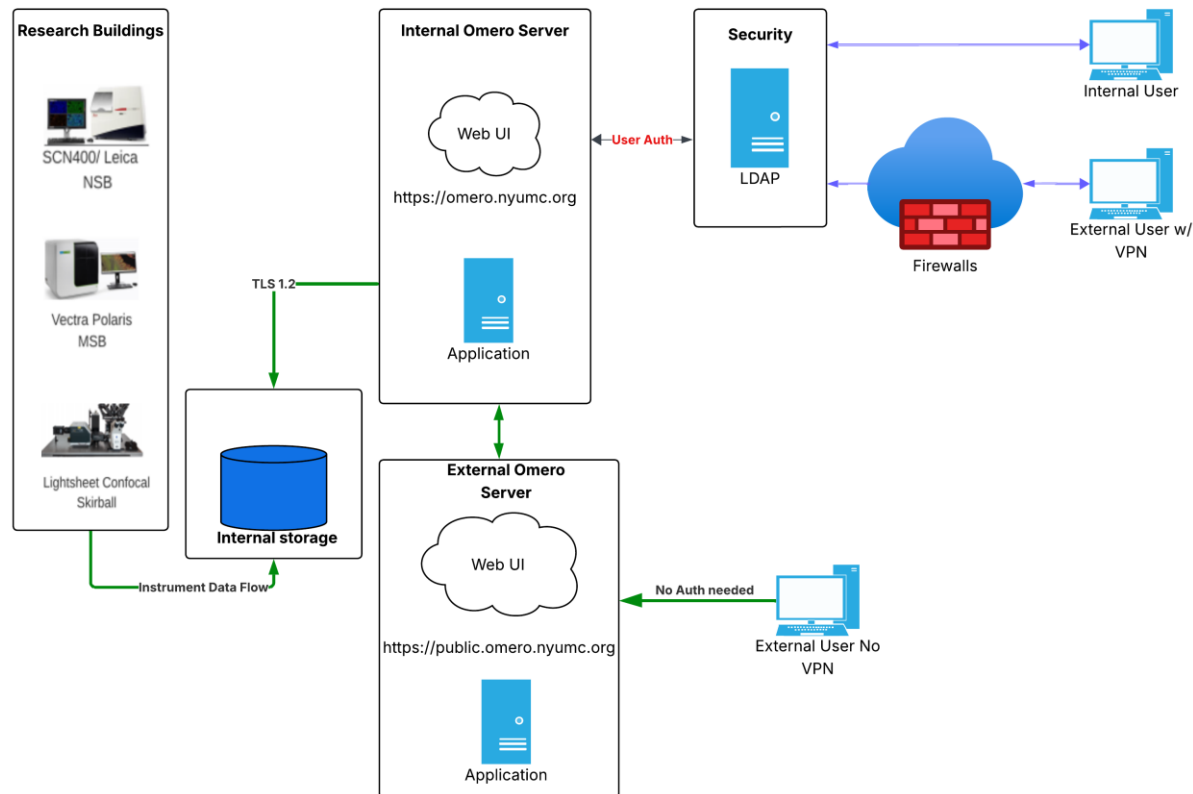 Research Buildings
SCN400/ Leica
NSB
Vectra Polaris
MSB
Lightsheet Confocal
Skirball
Instrument Data Flow
TLS 1.2
Internal storage
Internal Omero Server
Web UI
https://omero.nyumc.org
Application
User Auth
Security
LDAP
Internal User
Firewalls
External User w/
VPN
External Omero
Server
Web UI
https://public.omero.nyumc.org
Application
No Auth needed
External User No
VPN